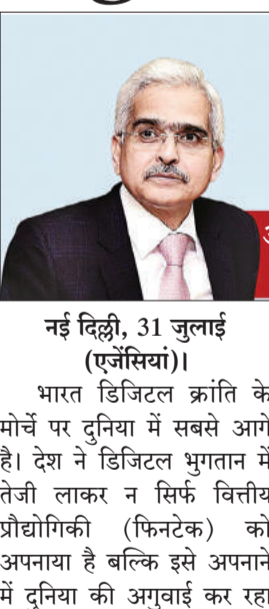 नई दिल्ली, 31 जुलाई
(एजेंसियां)।
भारत डिजिटल क्रांति के
मोर्चे पर दुनिया में सबसे आगे
है। देश ने डिजिटल भुगतान में
तेजी लाकर न सिर्फ वित्तीय
प्रौद्योगिकी (फिनटेक) को
अपनाया है बल्कि इसे अपनाने
में दुनिया की अगुवाई कर रहा